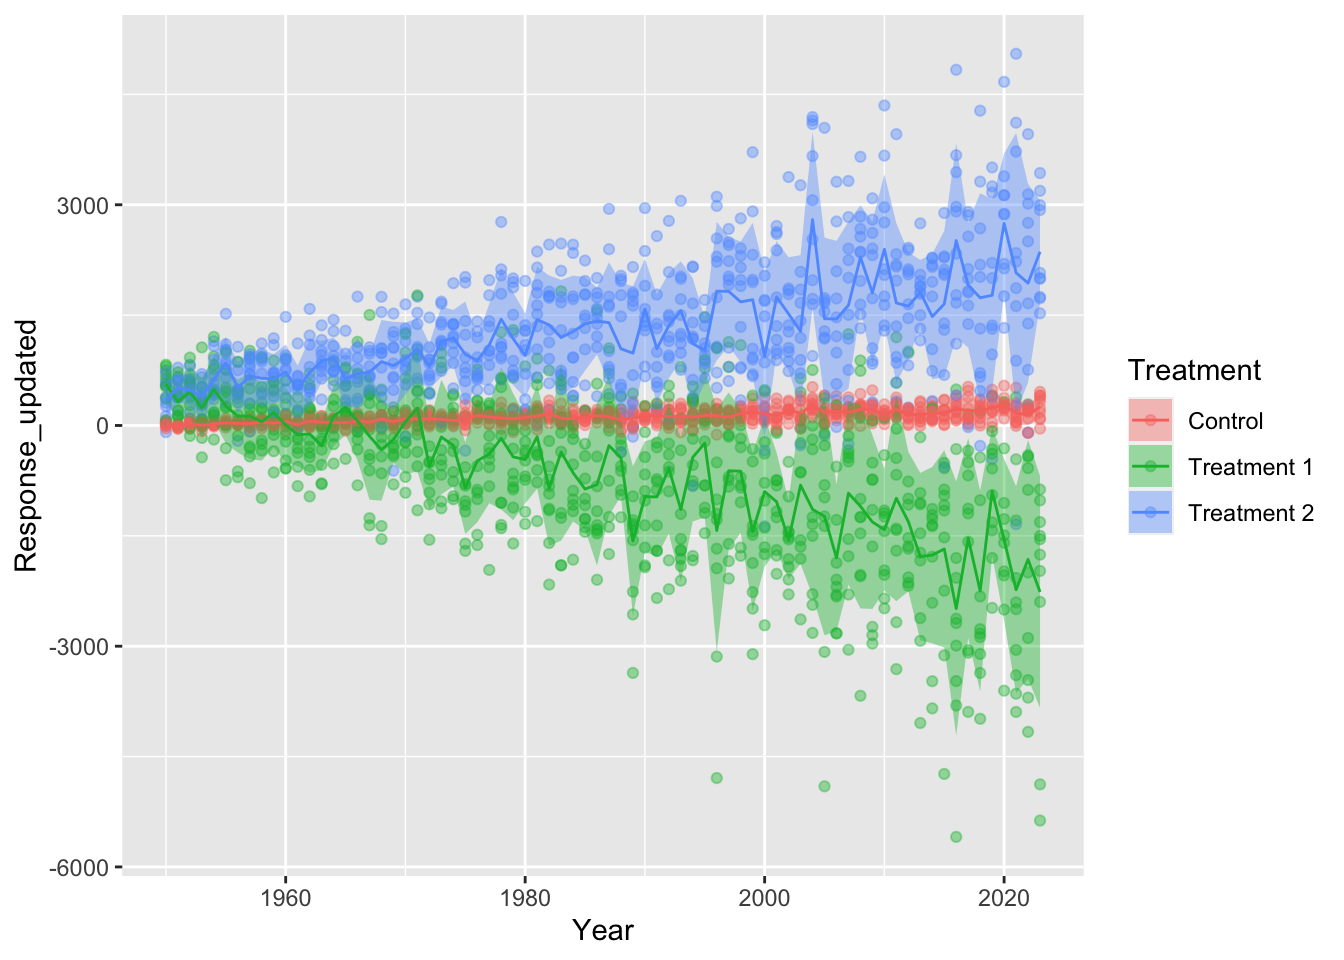 Response_updated
3000
0
-3000
-6000
1960
1980
2000
2020
Year
Treatment
Control
Treatment 1
Treatment 2